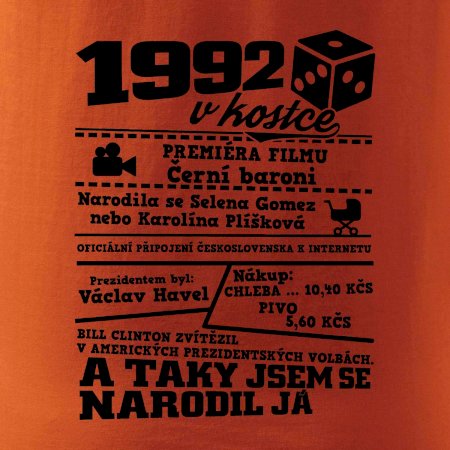 1992
v kostce
PREMIÉRA FILMU
Černí baroni
Narodila se Selena Gomez
nebo Karolína Plíšková
OFICIÁLNÍ PŘIPOJENÍ ČESKOSLOVENSKA K INTERNETU
Prezidentem byl:
Václav Havel
Nákup:
CHLEBA ... 10,40 KČS
PIVO
5,60 KČS
BILL CLINTON ZVÍTĚZIL
V AMERICKÝCH PREZIDENTSKÝCH VOLBÁCH.
A TAKY JSEM SE
NARODIL JÁ